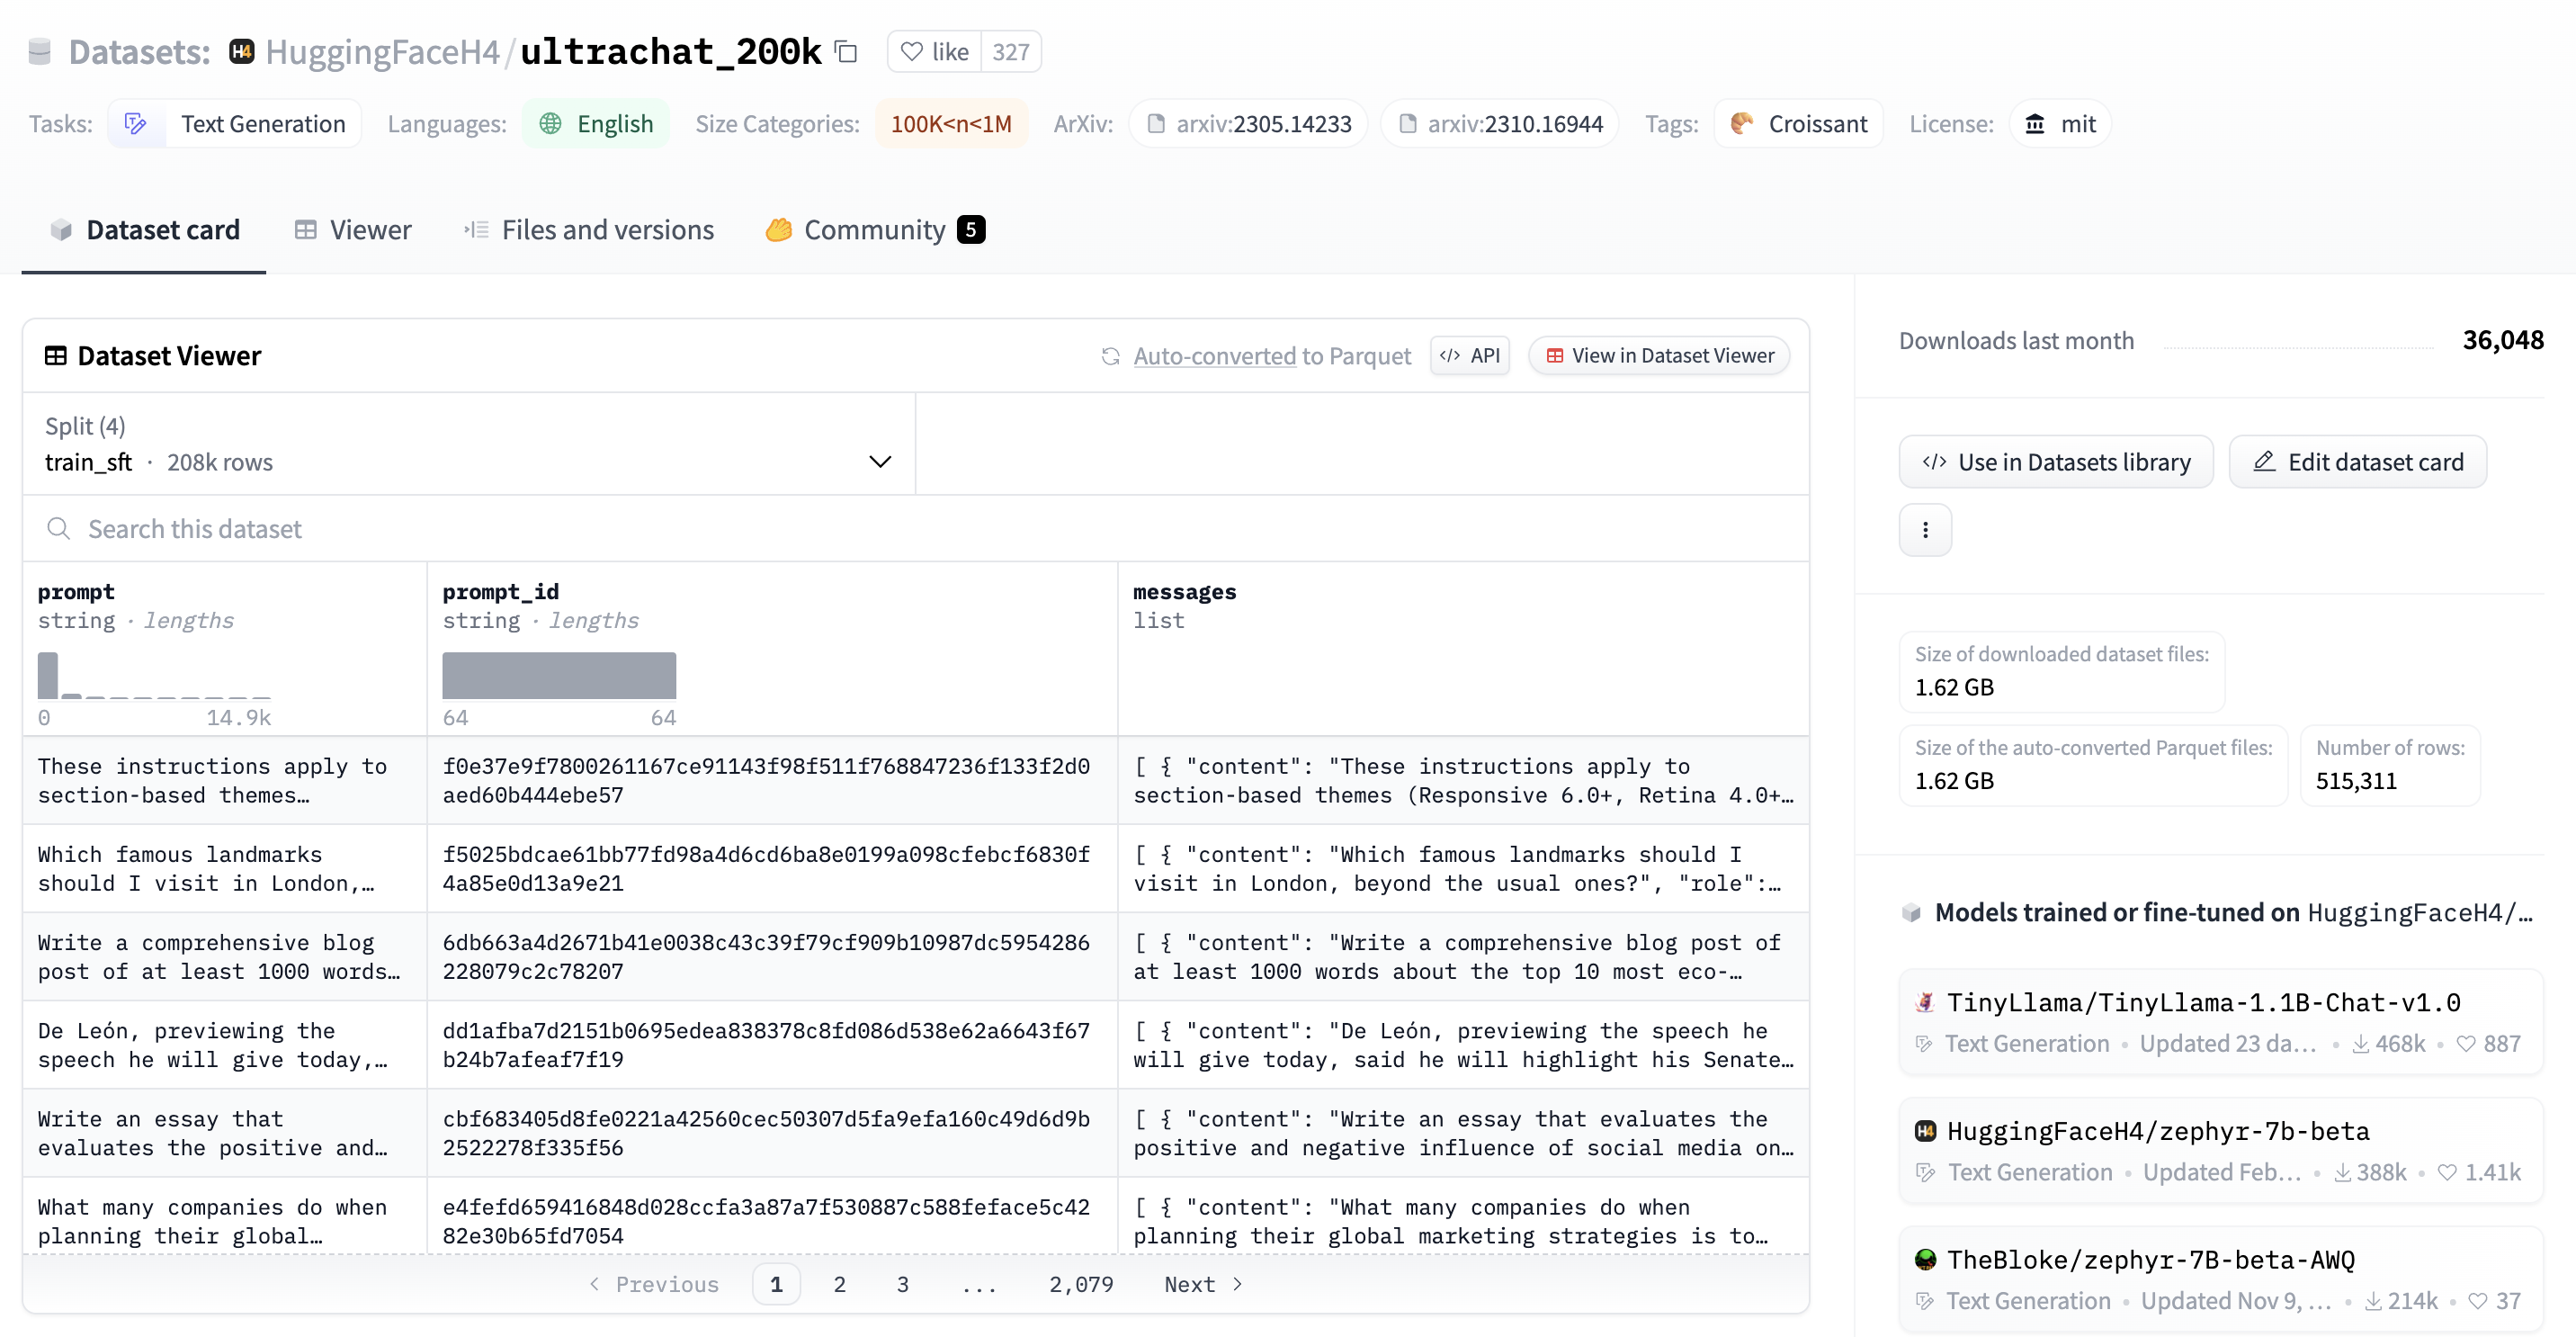 Datasets: HuggingFaceH4/ultrachat_200k like 327
Tasks: Text Generation Languages: English Size Categories: 100K<n<1M ArXiv: arxiv:2305.14233 arxiv:2310.16944 Tags: Croissant License: mit
Dataset card Viewer Files and versions Community 5
Dataset Viewer Auto-converted to Parquet </> API View in Dataset Viewer
Split (4)
train_sft · 208k rows
Search this dataset
prompt prompt_id messages
string · lengths string · lengths list
0 14.9k 64 64
These instructions apply to section-based themes…
f0e37e9f7800261167ce91143f98f511f768847236f133f2d0
aed60b444ebe57
[ { "content": "These instructions apply to
section-based themes (Responsive 6.0+, Retina 4.0+…
Which famous landmarks
should I visit in London,…
f5025bdcae61bb77fd98a4d6cd6ba8e0199a098cfebcf6830f
4a85e0d13a9e21
[ { "content": "Which famous landmarks should I
visit in London, beyond the usual ones?", "role":…
Write a comprehensive blog
post of at least 1000 words…
6db663a4d2671b41e0038c43c39f79cf909b10987dc5954286
228079c2c78207
[ { "content": "Write a comprehensive blog post of
at least 1000 words about the top 10 most eco-…
De León, previewing the
speech he will give today,…
dd1afba7d2151b0695edea838378c8fd086d538e62a6643f67
b24b7afeaf7f19
[ { "content": "De León, previewing the speech he
will give today, said he will highlight his Senate…
Write an essay that
evaluates the positive and…
cbf683405d8fe0221a42560cec50307d5fa9efa160c49d6d9b
2522278f335f56
[ { "content": "Write an essay that evaluates the
positive and negative influence of social media on…
What many companies do when
planning their global…
e4fefd659416848d028ccfa3a87a7f530887c588feface5c42
82e30b65fd7054
[ { "content": "What many companies do when
planning their global marketing strategies is to…
< Previous 1 2 3 ... 2,079 Next >
Downloads last month 36,048
</> Use in Datasets library Edit dataset card
Size of downloaded dataset files:
1.62 GB
Size of the auto-converted Parquet files:
1.62 GB
Number of rows:
515,311
Models trained or fine-tuned on HuggingFaceH4/…
TinyLlama/TinyLlama-1.1B-Chat-v1.0
Text Generation • Updated 23 da… • 468k • 887
HuggingFaceH4/zephyr-7b-beta
Text Generation • Updated Feb… • 388k • 1.41k
TheBloke/zephyr-7B-beta-AWQ
Text Generation • Updated Nov 9, … • 214k • 37